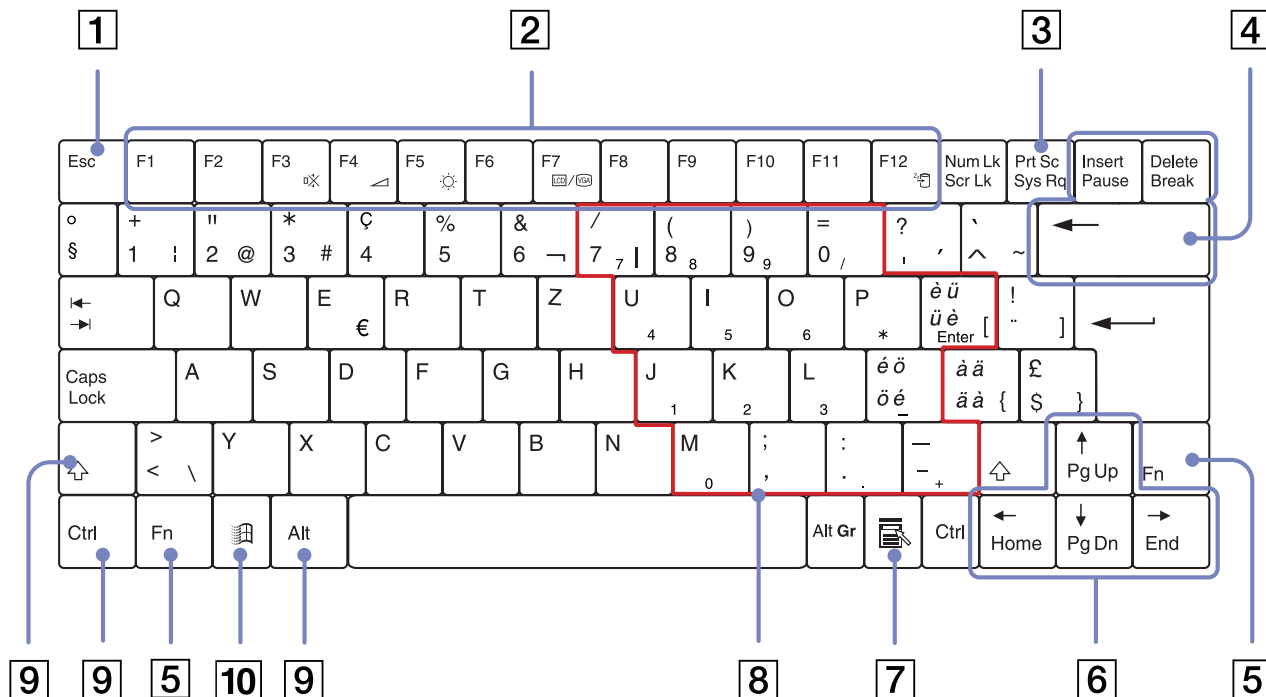 1 2 3 4
Esc F1 F2 F3 F4 F5 F6 F7 LCD / VGA F8 F9 F10 F11 F12 Zz Num Lk Scr Lk Prt Sc Sys Rq Insert Pause Delete Break
° § + 1 ¦ " 2 @ * 3 # ç 4 % 5 & 6 ¬ / 7 7 | ( 8 8 ) 9 9 = 0 / ? ' ´ ` ^ ~
Q W E € R T Z U 4 I 5 O 6 P * è ü ü è [ Enter ! ¨ ]
Caps Lock A S D F G H J 1 K 2 L 3 é ö ö é _ à ä ä à { £ $ }
> < \ Y X C V B N M 0 ; , : . . — – + Pg Up Fn
Ctrl Fn Alt Alt Gr Ctrl Home Pg Dn End
9 9 5 10 9 8 7 6 5